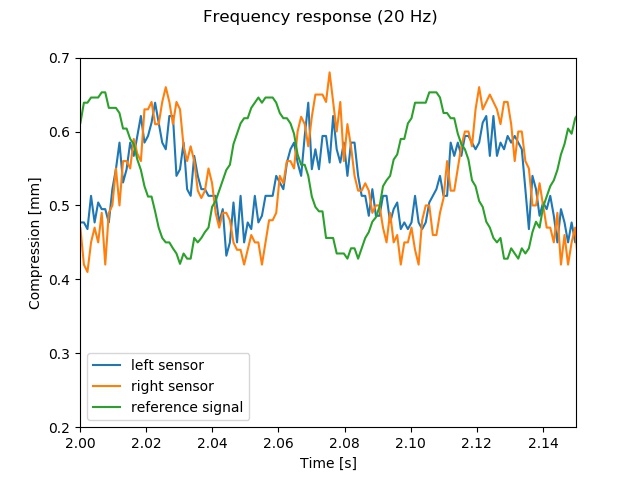 Frequency response (20 Hz)
0.7
0.6
0.5
0.4
0.3
0.2
Compression [mm]
left sensor
right sensor
reference signal
2.00 2.02 2.04 2.06 2.08 2.10 2.12 2.14
Time [s]